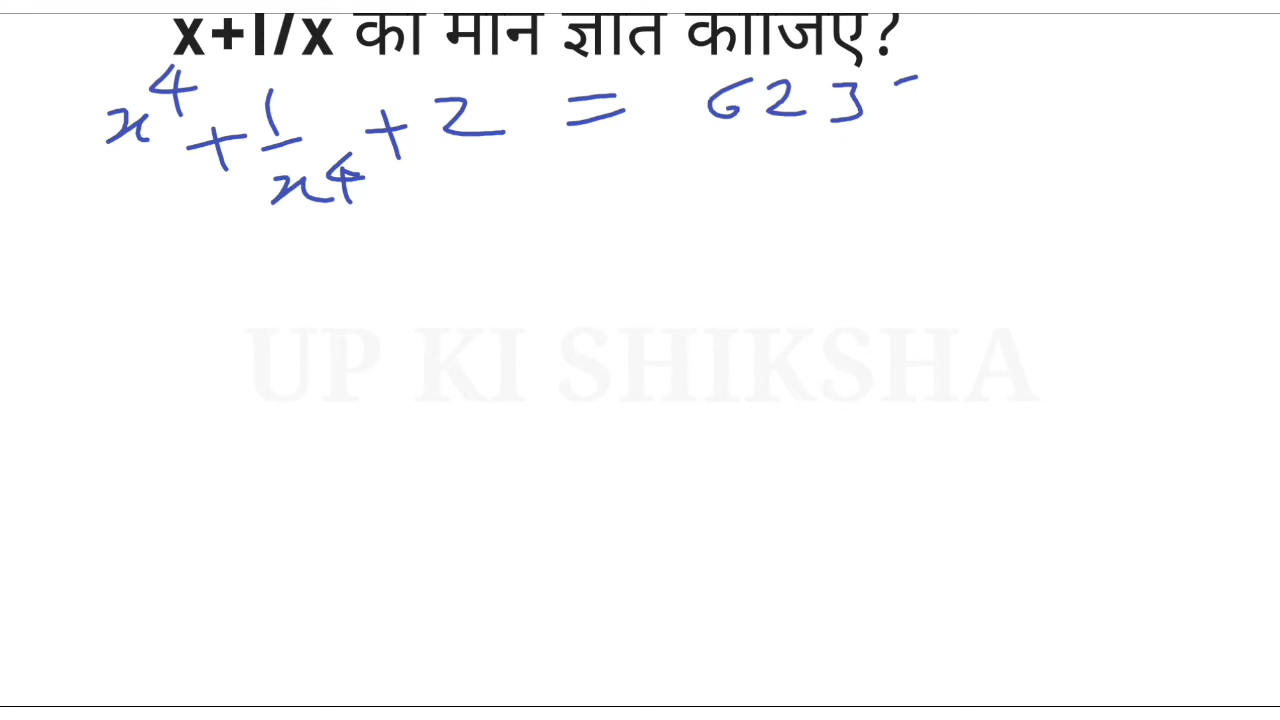 x+1/x का मान ज्ञात कीजिए?
x⁴ + 1/x⁴ + 2 = 623
UP KI SHIKSHA